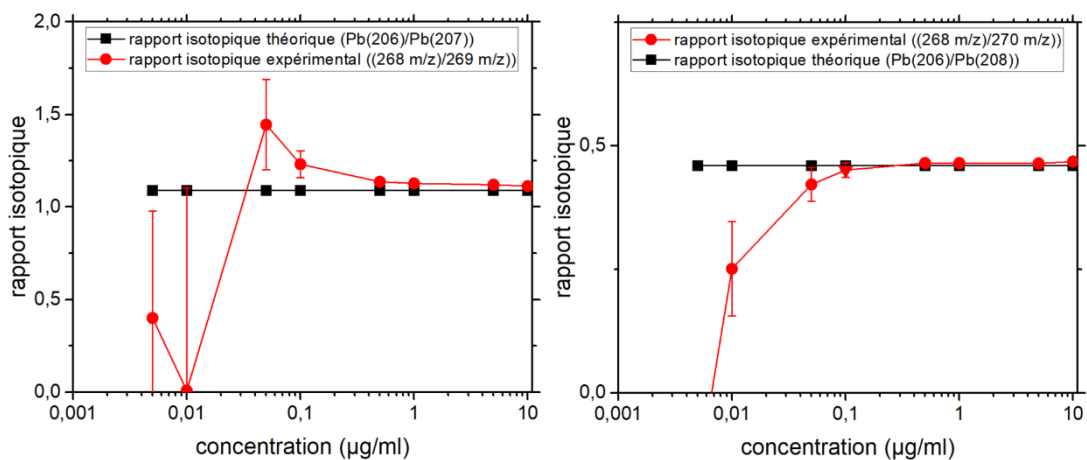 2,0
1,5
1,0
0,5
0,0
rapport isotopique
rapport isotopique théorique (Pb(206)/Pb(207))
rapport isotopique expérimental ((268 m/z)/269 m/z))
0,001
0,01
0,1
1
10
concentration (µg/ml)
0,5
0,0
rapport isotopique
rapport isotopique expérimental ((268 m/z)/270 m/z))
rapport isotopique théorique (Pb(206)/Pb(208))
0,001
0,01
0,1
1
10
concentration (µg/ml)